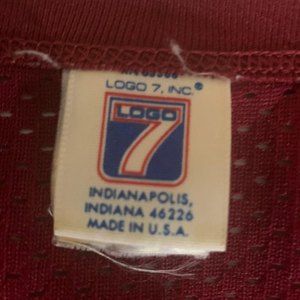 LOGO 7, INC.®
LOGO
7
INDIANAPOLIS,
INDIANA 46226
MADE IN U.S.A.